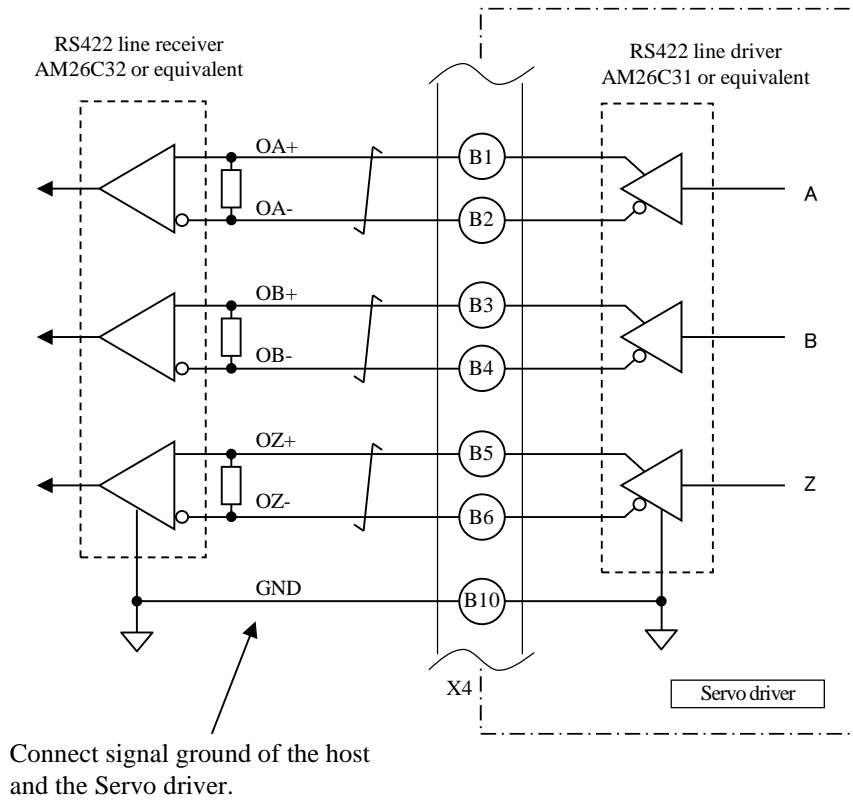 RS422 line receiver
AM26C32 or equivalent
RS422 line driver
AM26C31 or equivalent
OA+
B1
A
OA-
B2
OB+
B3
B
OB-
B4
OZ+
B5
Z
OZ-
B6
GND
B10
X4
Servo driver
Connect signal ground of the host
and the Servo driver.